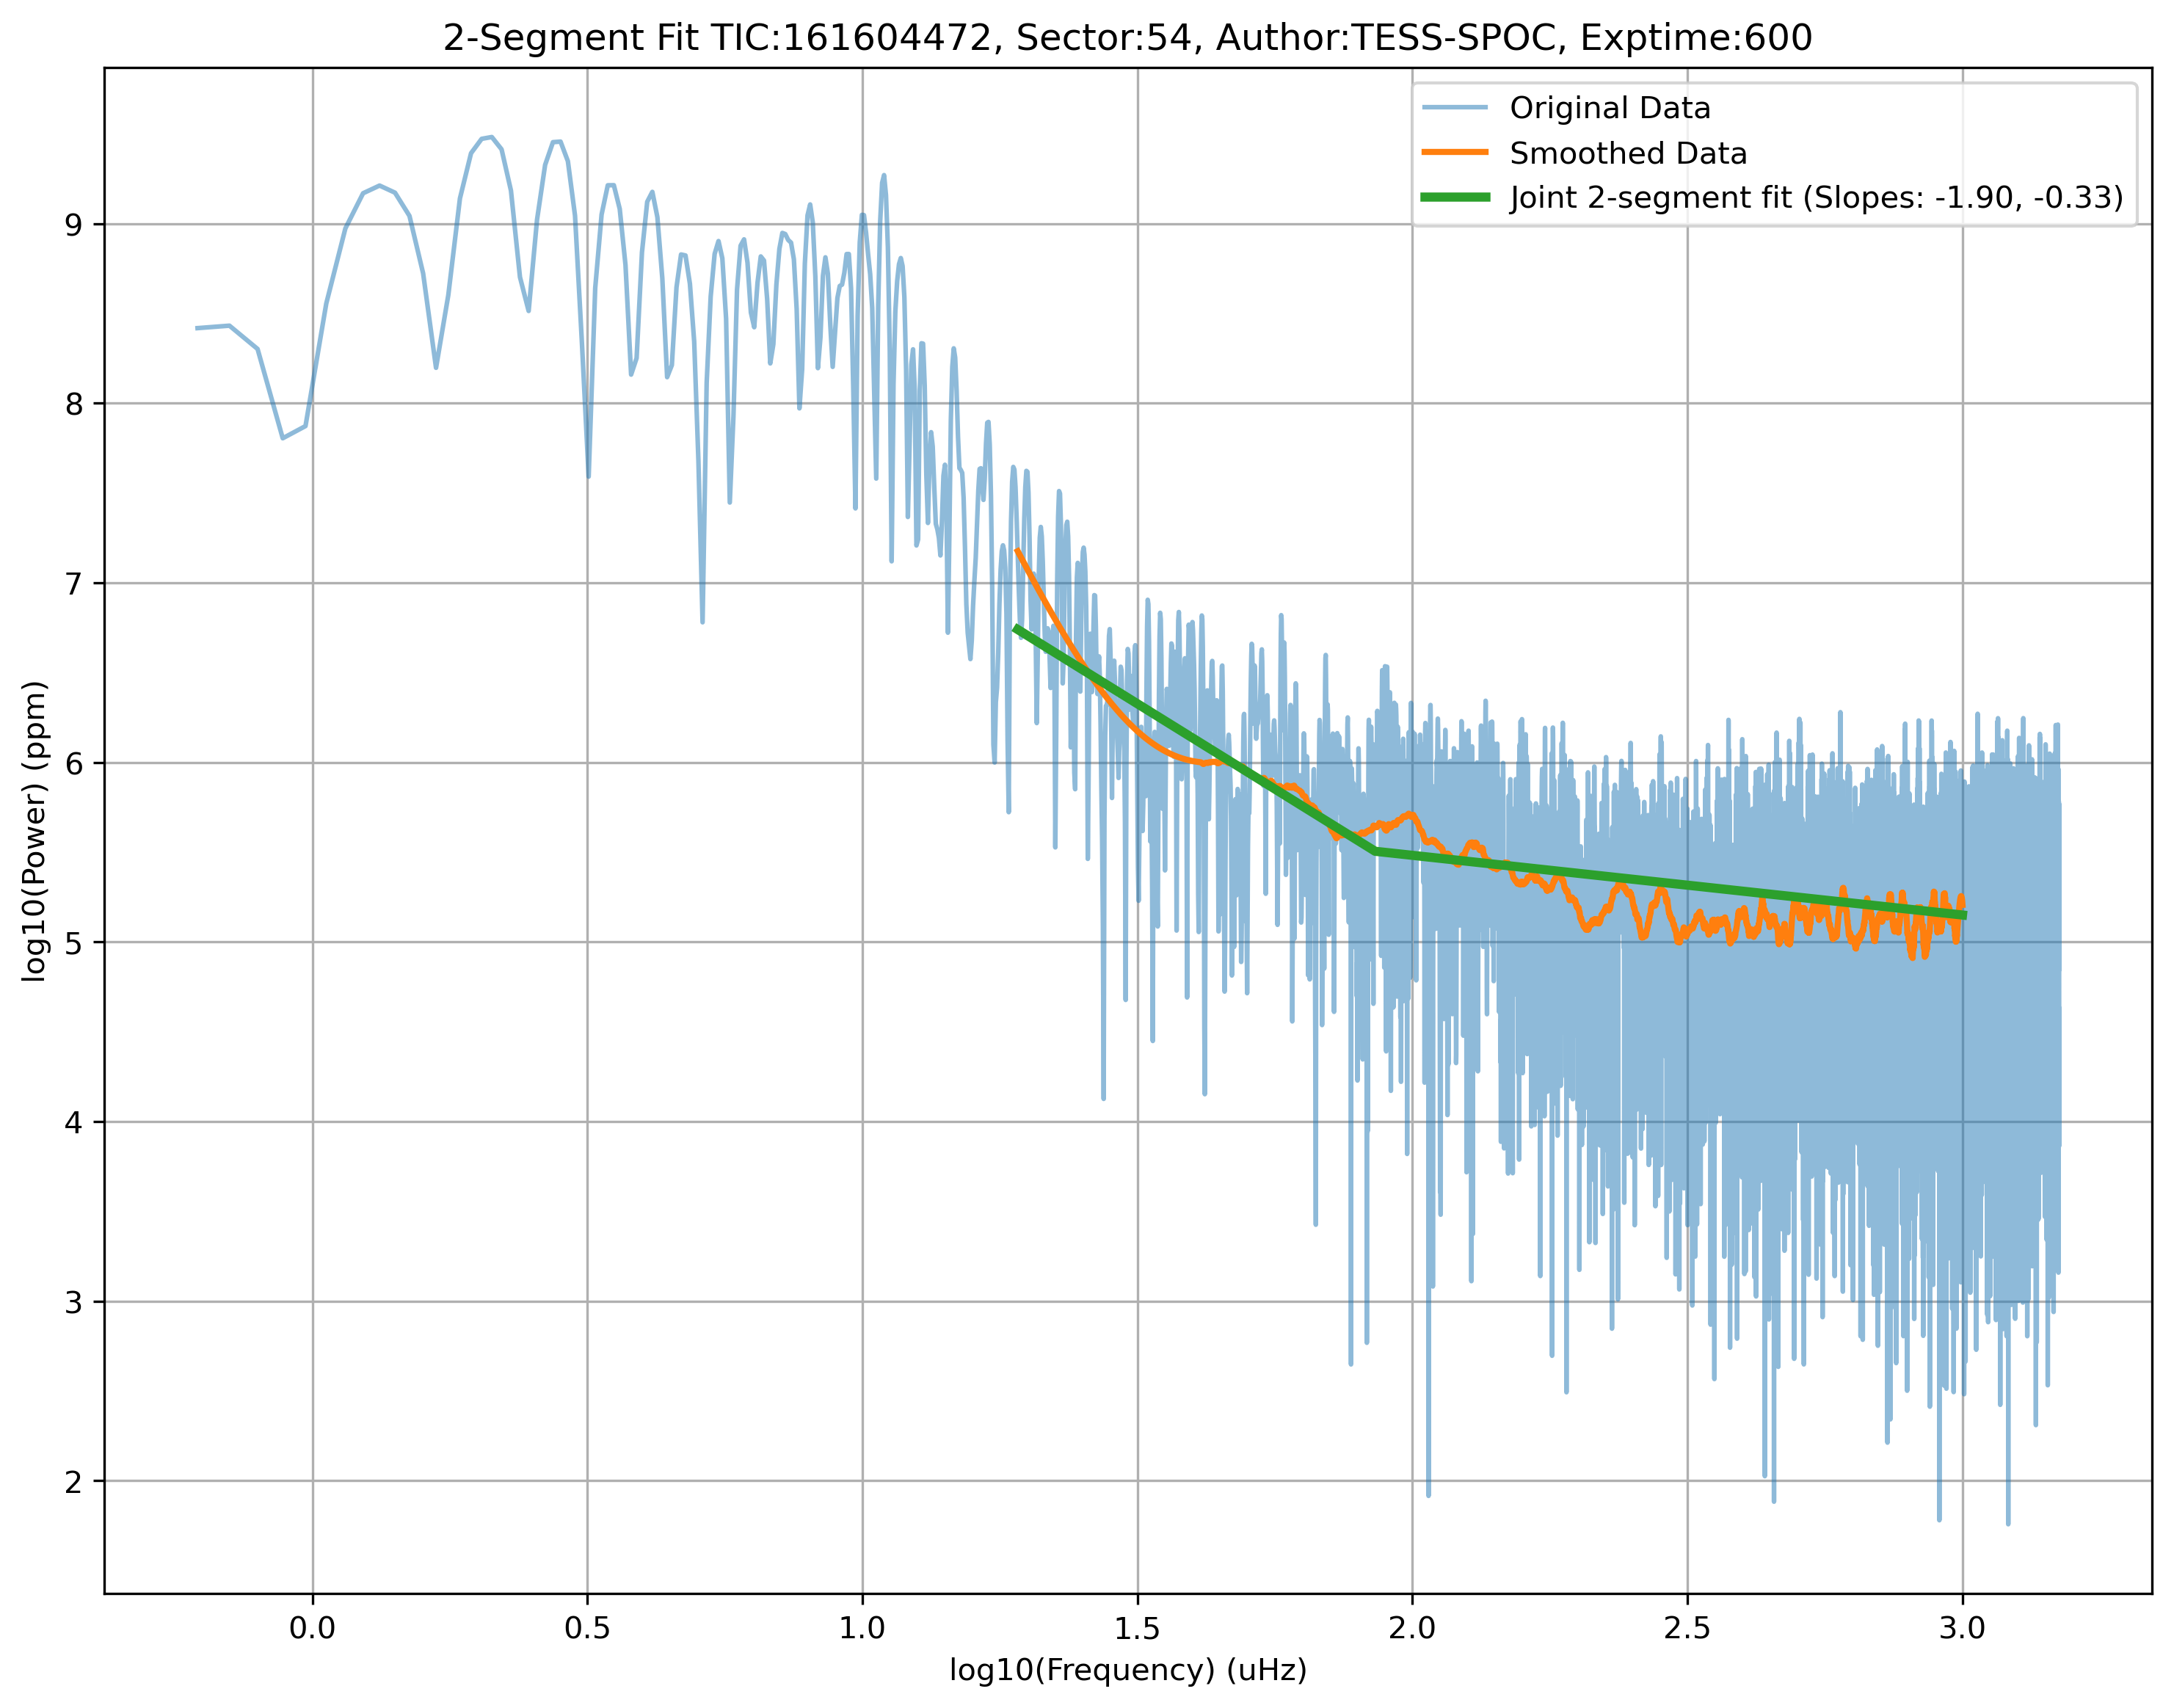 2-Segment Fit TIC:161604472, Sector:54, Author:TESS-SPOC, Exptime:600
Original Data
Smoothed Data
Joint 2-segment fit (Slopes: -1.90, -0.33)
log10(Power) (ppm)
9
8
7
6
5
4
3
2
0.0 0.5 1.0 1.5 2.0 2.5 3.0
log10(Frequency) (uHz)